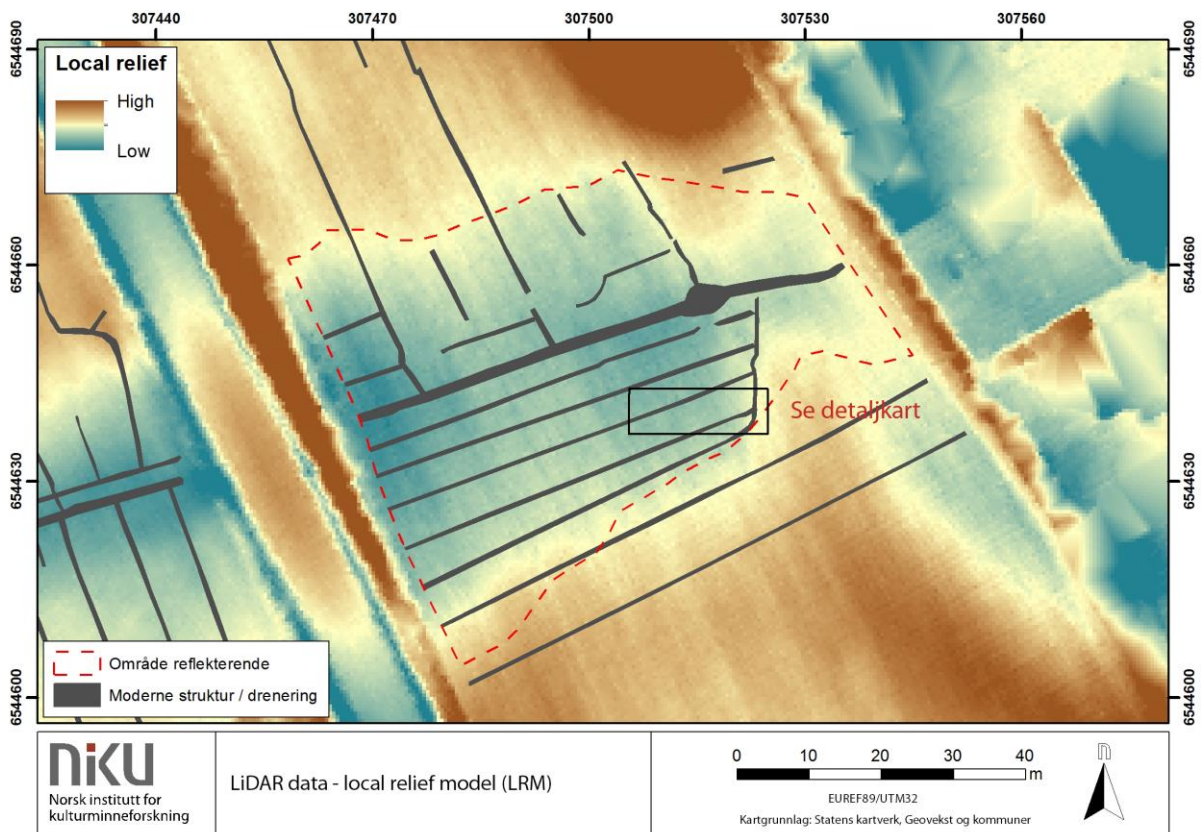 307440 307470 307500 307530 307560
6544690 6544690
Local relief
High
Low
6544660 6544660
Se detaljkart
6544630 6544630
Område reflekterende
Moderne struktur / drenering
6544600 6544600
niku
Norsk institutt for
kulturminneforskning
LiDAR data - local relief model (LRM)
0 10 20 30 40
m
EUREF89/UTM32
Kartgrunnlag: Statens kartverk, Geovekst og kommuner
n